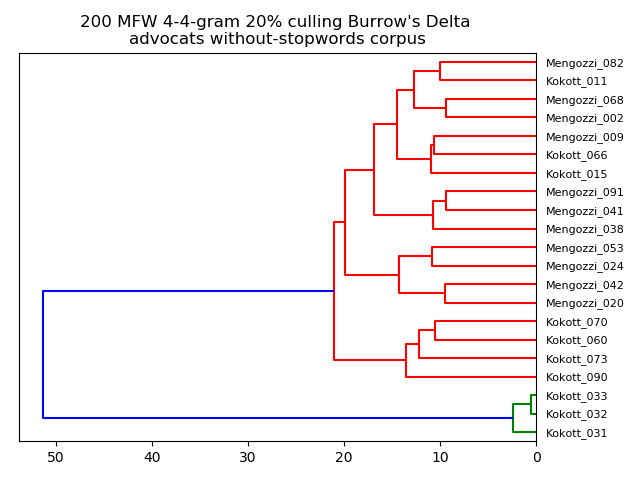 200 MFW 4-4-gram 20% culling Burrow's Delta
advocats without-stopwords corpus
Mengozzi_082
Kokott_011
Mengozzi_068
Mengozzi_002
Mengozzi_009
Kokott_066
Kokott_015
Mengozzi_091
Mengozzi_041
Mengozzi_038
Mengozzi_053
Mengozzi_024
Mengozzi_042
Mengozzi_020
Kokott_070
Kokott_060
Kokott_073
Kokott_090
Kokott_033
Kokott_032
Kokott_031
50 40 30 20 10 0